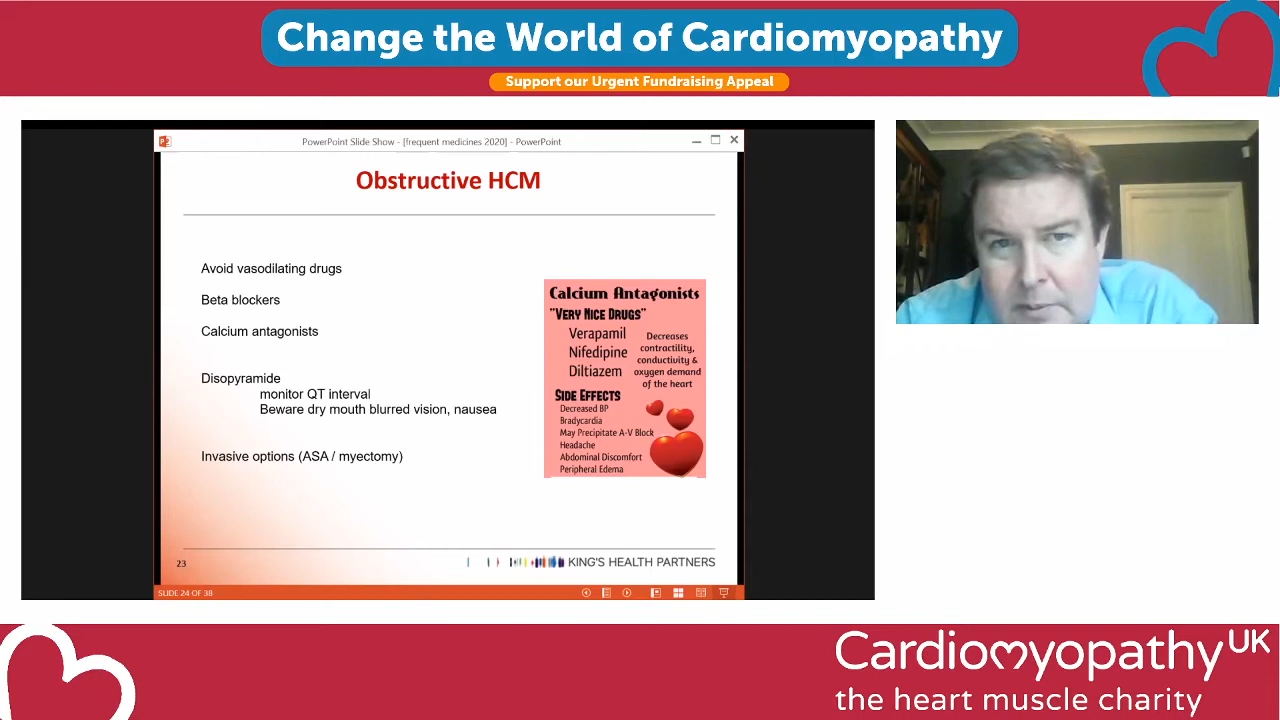 Change the World of Cardiomyopathy
Support our Urgent Fundraising Appeal
PowerPoint Slide Show - [frequent medicines 2020] - PowerPoint
Obstructive HCM
Avoid vasodilating drugs
Beta blockers
Calcium antagonists
Disopyramide
monitor QT interval
Beware dry mouth blurred vision, nausea
Invasive options (ASA / myectomy)
Calcium Antagonists
"VERY NICE DRUGS"
Verapamil
Nifedipine
Diltiazem
Decreases
contractility,
conductivity &
oxygen demand
of the heart
SIDE EFFECTS
Decreased BP
Bradycardia
May Precipitate A-V Block
Headache
Abdominal Discomfort
Peripheral Edema
23
KING'S HEALTH PARTNERS
SLIDE 24 OF 38
Cardiomyopathy UK
the heart muscle charity